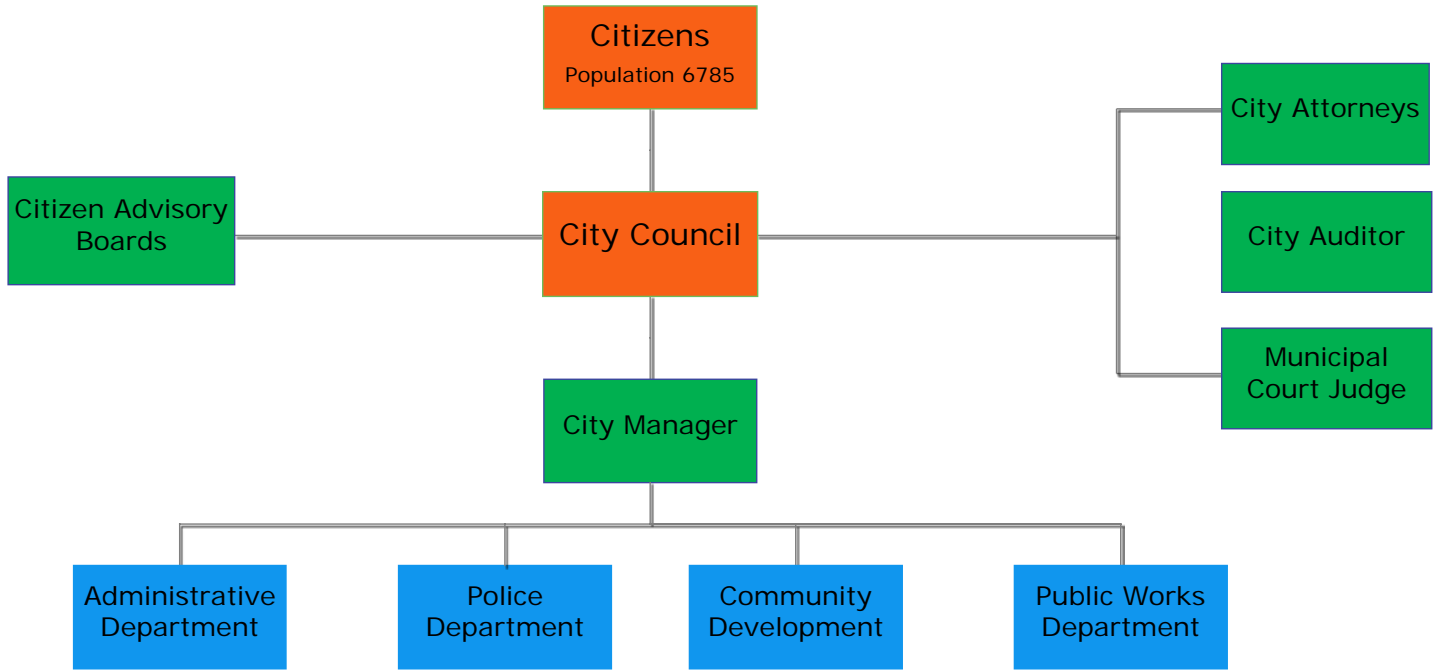 Citizens
Population 6785
City Attorneys
Citizen Advisory
Boards
City Council
City Auditor
Municipal
Court Judge
City Manager
Administrative
Department
Police
Department
Community
Development
Public Works
Department